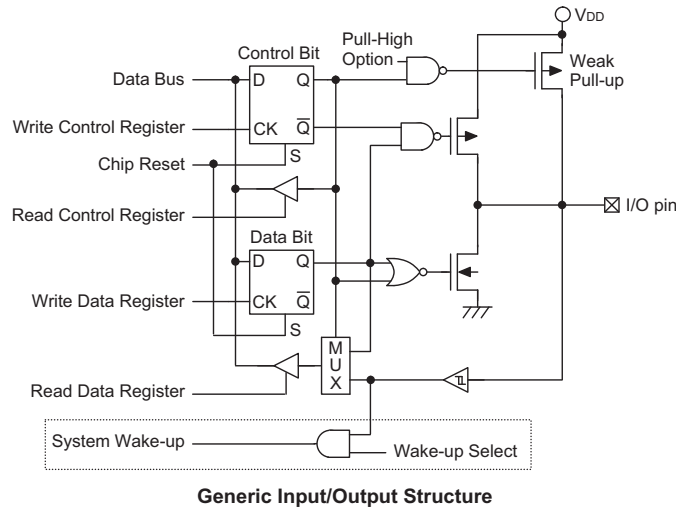 VDD
Control Bit
Pull-High
Option
Weak
Pull-up
Data Bus
D
Q
Write Control Register
CK
Q
Chip Reset
S
I/O pin
Read Control Register
Data Bit
D
Q
Write Data Register
CK
Q
S
M
U
X
Read Data Register
System Wake-up
Wake-up Select
Generic Input/Output Structure